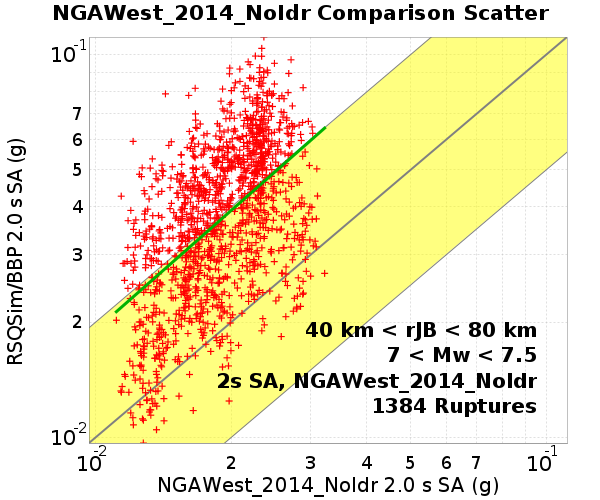 NGAWest_2014_NoIdr Comparison Scatter
RSQSim/BBP 2.0 s SA (g)
10-1
7
6
5
4
3
2
10-2
40 km < rJB < 80 km
7 < Mw < 7.5
2s SA, NGAWest_2014_NoIdr
1384 Ruptures
10-2 2 3 4 5 6 7 10-1
NGAWest_2014_NoIdr 2.0 s SA (g)